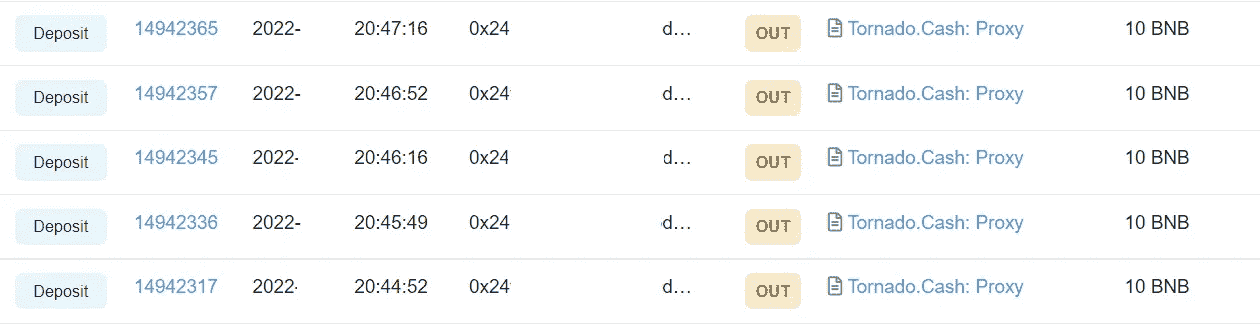 Deposit 14942365 2022- 20:47:16 0x24 d... OUT Tornado.Cash: Proxy 10 BNB
Deposit 14942357 2022- 20:46:52 0x24 d... OUT Tornado.Cash: Proxy 10 BNB
Deposit 14942345 2022- 20:46:16 0x24 d... OUT Tornado.Cash: Proxy 10 BNB
Deposit 14942336 2022- 20:45:49 0x24 d... OUT Tornado.Cash: Proxy 10 BNB
Deposit 14942317 2022- 20:44:52 0x24 d... OUT Tornado.Cash: Proxy 10 BNB